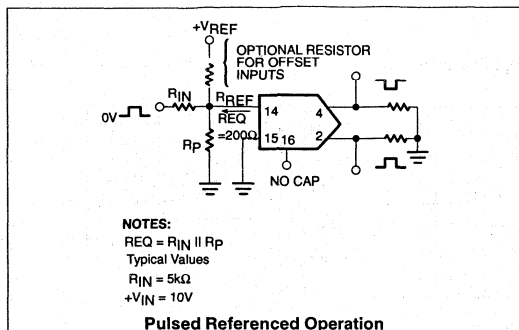 +VREF
OPTIONAL RESISTOR
FOR OFFSET
INPUTS
RIN
RREF
0V
REQ
=200Ω
14
4
15
16
2
RP
NO CAP
NOTES:
REQ = RIN II RP
Typical Values
RIN = 5kΩ
+VIN = 10V
Pulsed Referenced Operation